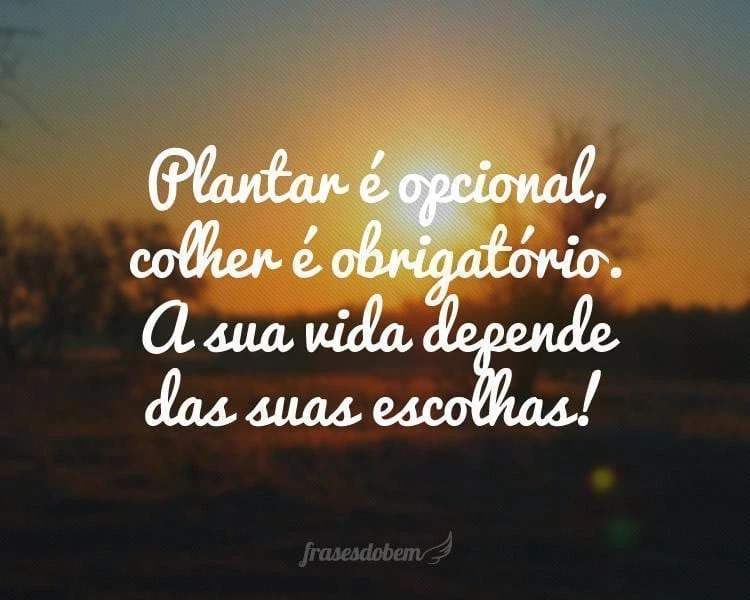 Plantar é opcional,
colher é obrigatório.
A sua vida depende
das suas escolhas!
frasesdobem